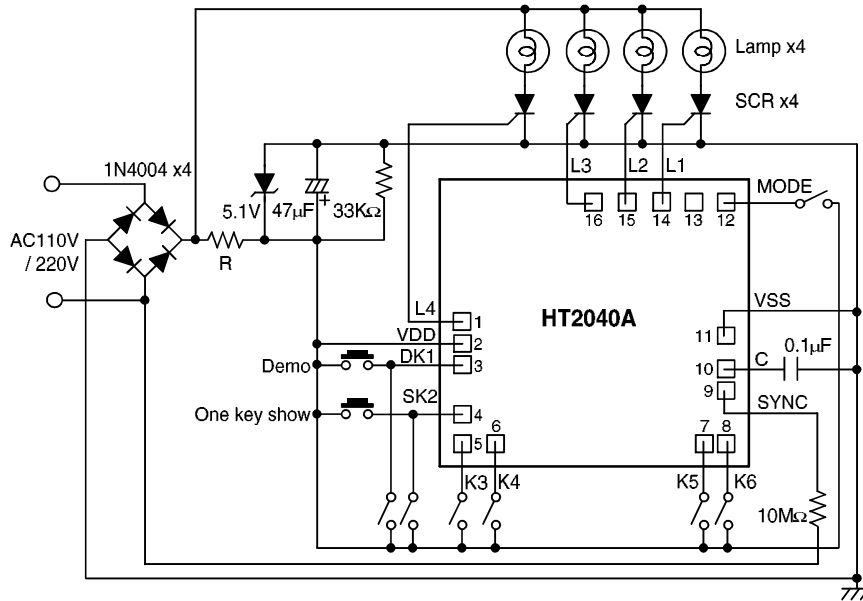 Lamp x4
SCR x4
1N4004 x4
L3
L2
L1
5.1V
47µF
33KΩ
MODE
16
15
14
13
12
AC110V
/ 220V
R
L4
1
HT2040A
VSS
VDD
2
11
Demo
DK1
3
10
C
0.1µF
9
SYNC
One key show
SK2
4
5
6
7
8
K3
K4
K5
K6
10MΩ